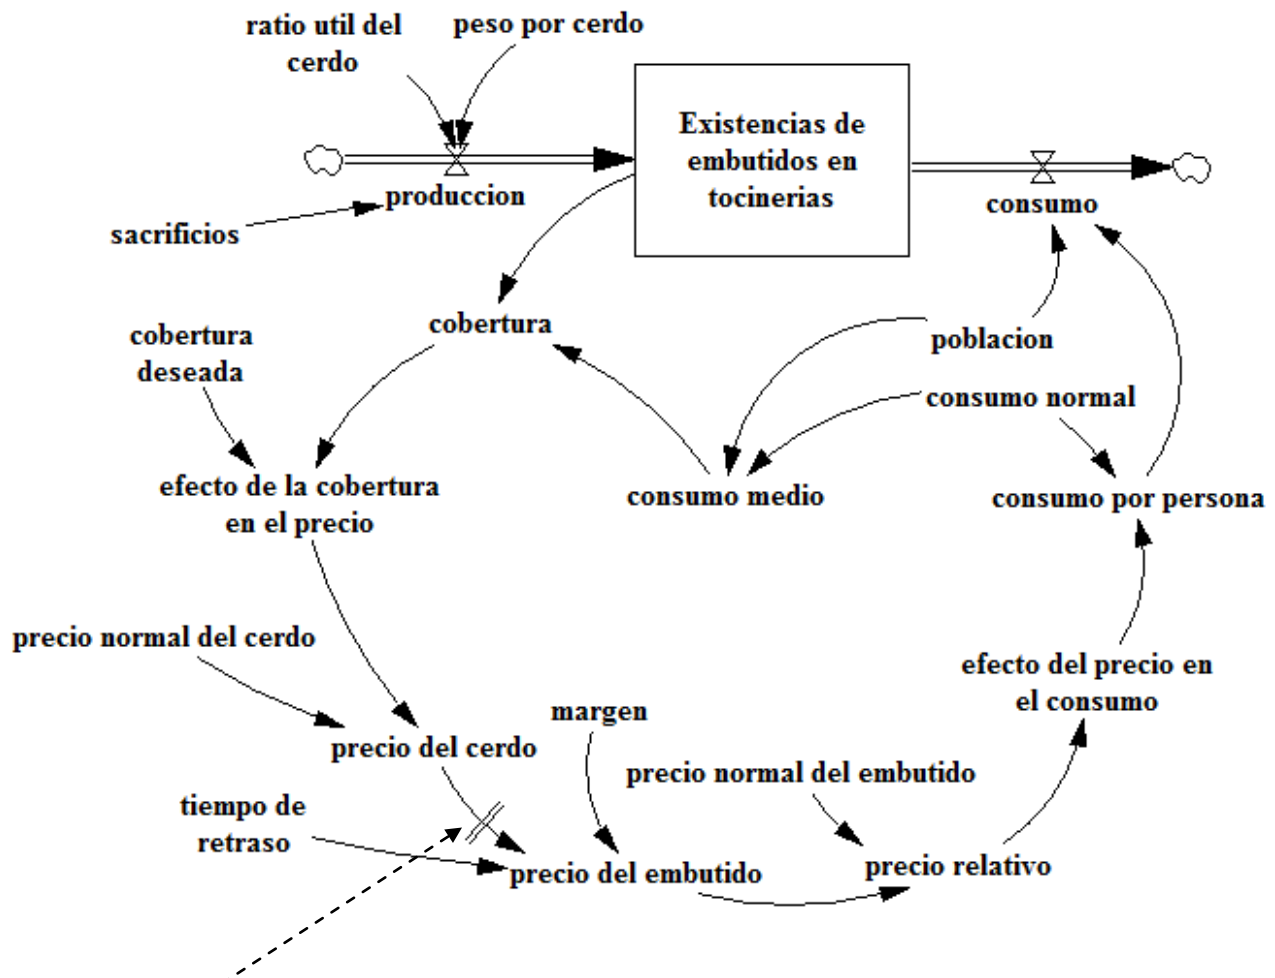 ratio util del
cerdo
peso por cerdo
Existencias de
embutidos en
tocinerias
produccion
consumo
sacrificios
cobertura
cobertura
deseada
poblacion
consumo normal
efecto de la cobertura
en el precio
consumo medio
consumo por persona
precio normal del cerdo
efecto del precio en
el consumo
margen
precio del cerdo
precio normal del embutido
tiempo de
retraso
precio del embutido
precio relativo